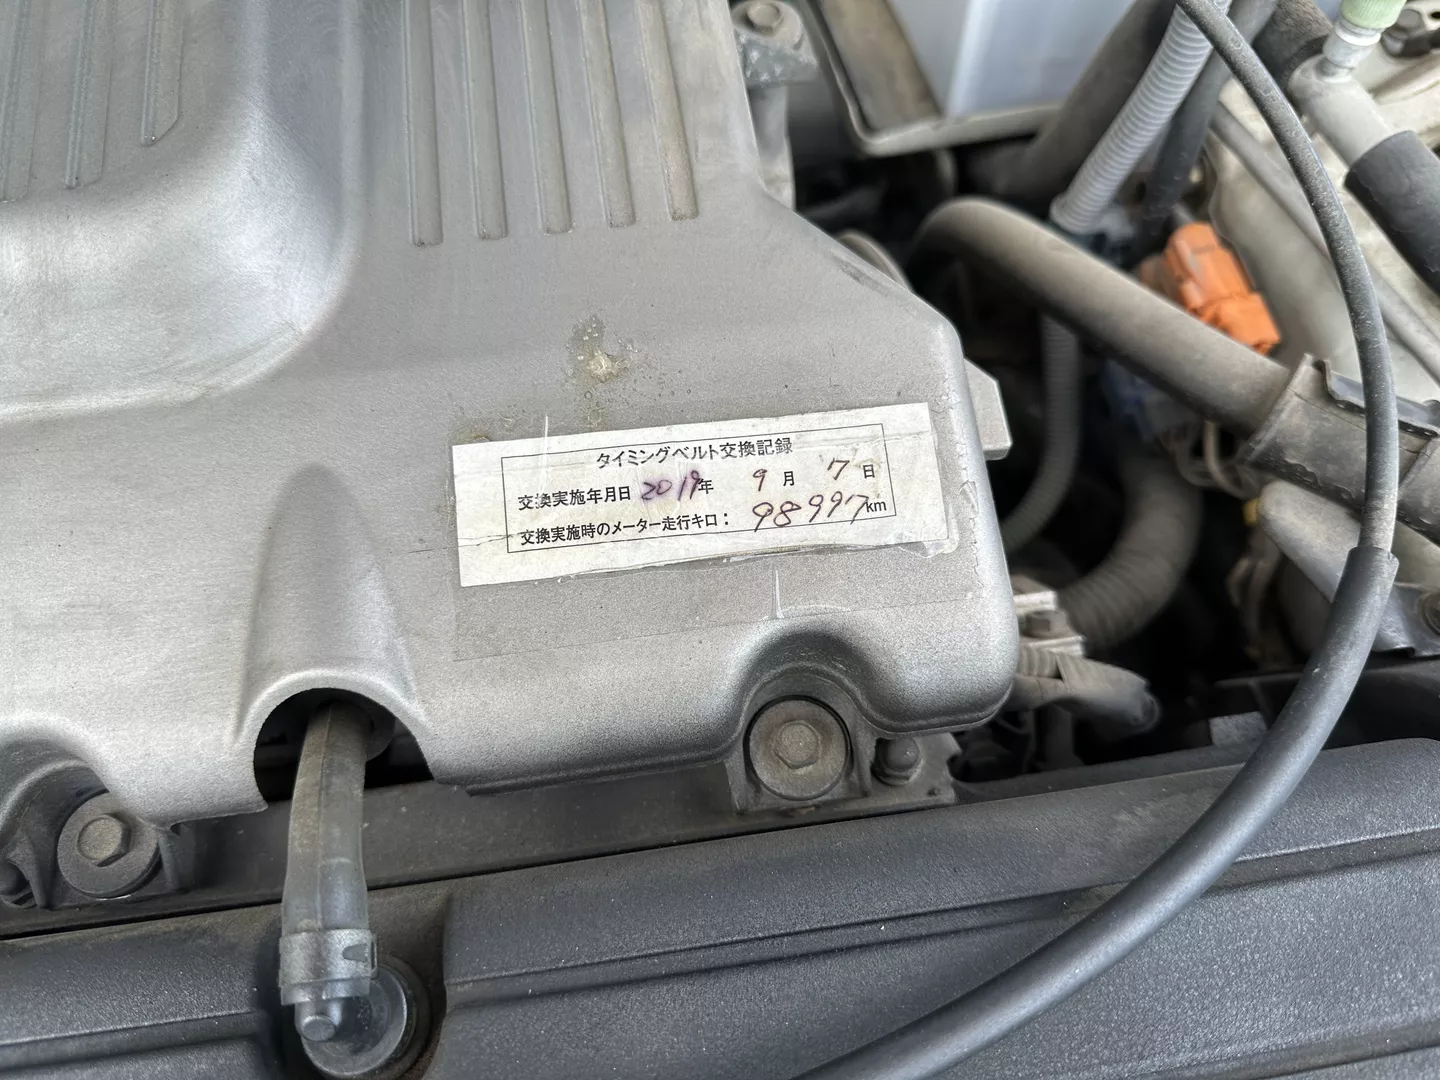 タイミングベルト交換記録
交換実施年月日 2019年 9月 7日
交換実施時のメーター走行キロ： 98997km